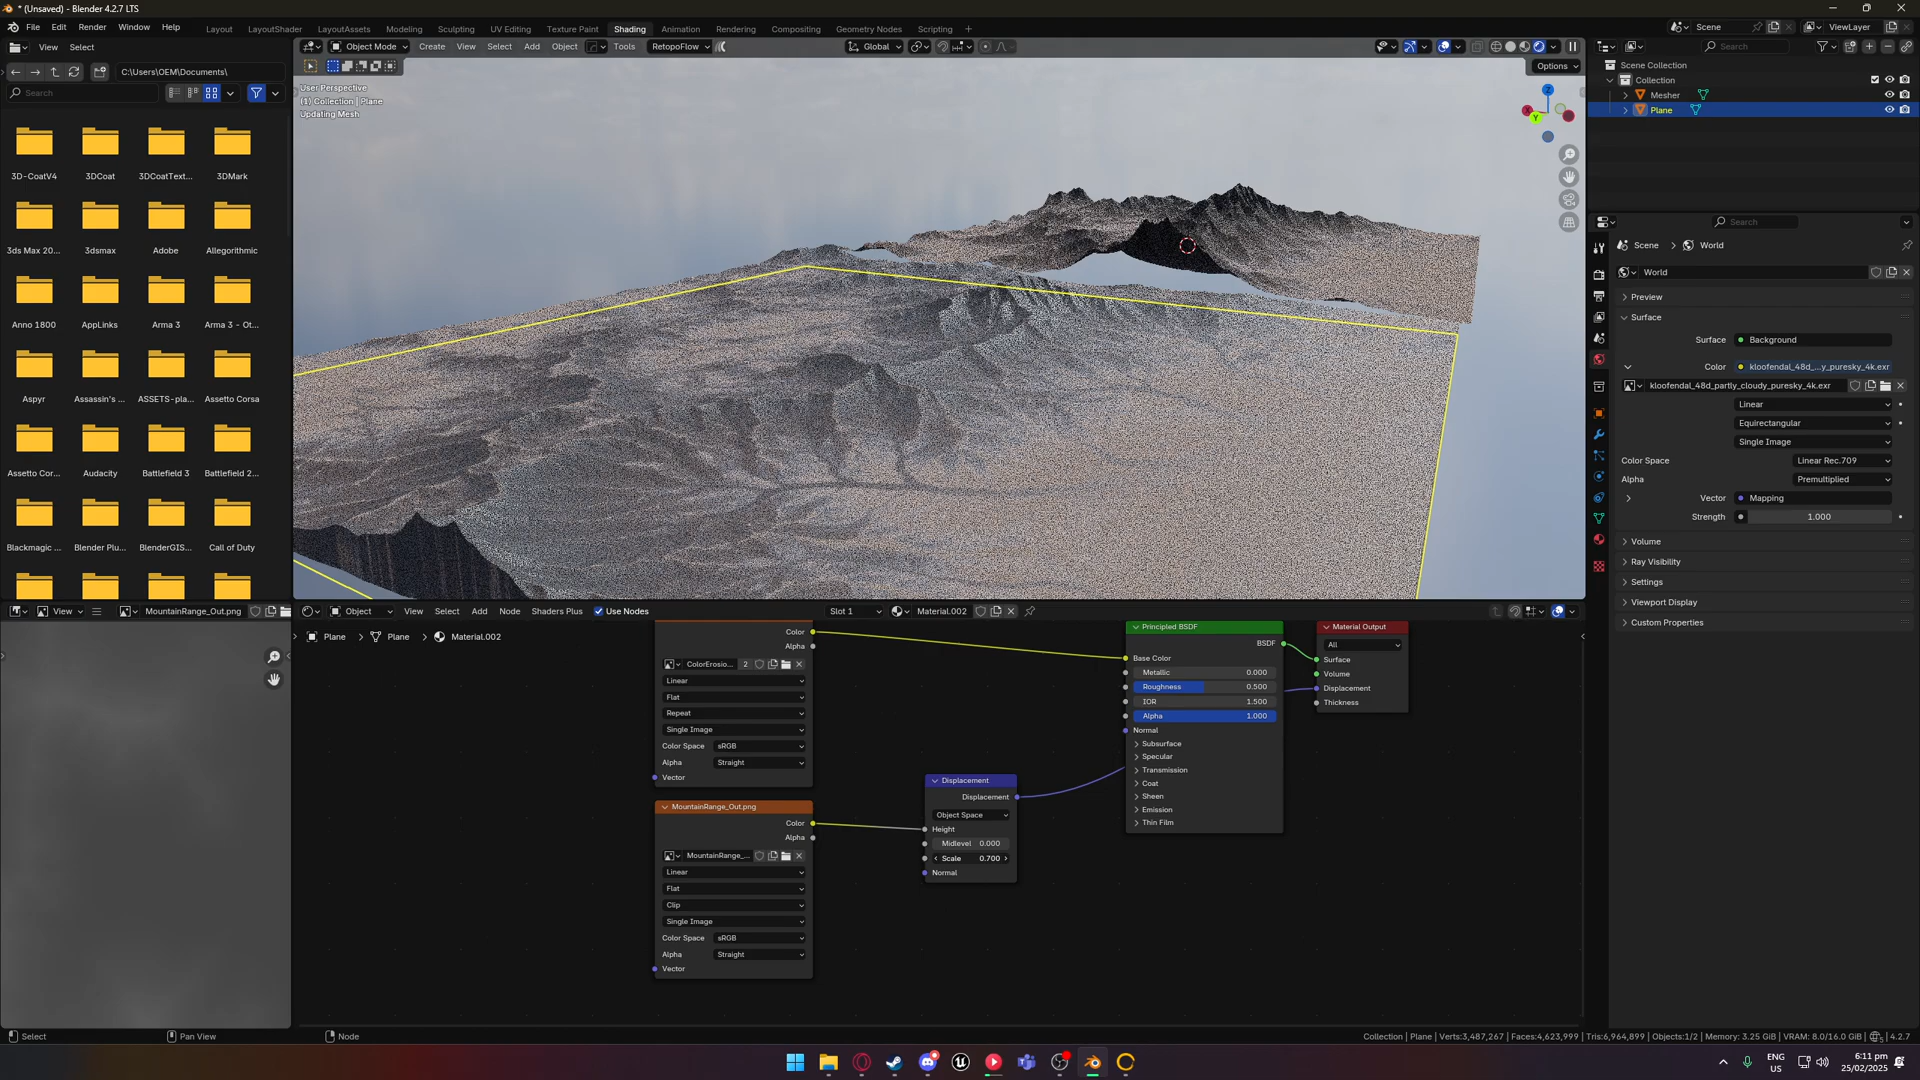 * (Unsaved) - Blender 4.2.7 LTS
File Edit Render Window Help Layout LayoutShader LayoutAssets Modeling Sculpting UV Editing Texture Paint Shading Animation Rendering Compositing Geometry Nodes Scripting Scene ViewLayer
View Select Object Mode Create View Select Add Object Tools RetopoFlow Global Search
C:\Users\OEM\Documents\
Search
Options
User Perspective
(1) Collection | Plane
Updating Mesh
Scene Collection
Collection
Mesher
Plane
3D-CoatV4 3DCoat 3DCoatText... 3DMark
3ds Max 20... 3dsmax Adobe Allegorithmic
Anno 1800 AppLinks Arma 3 Arma 3 - Ot...
Aspyr Assassin's ... ASSETS-pla... Assetto Corsa
Assetto Cor... Audacity Battlefield 3 Battlefield 2...
Blackmagic ... Blender Plu... BlenderGIS... Call of Duty
X Y Z
Search
Scene > World
World
Preview
Surface
Surface Background
Color kloofendal_48d_...y_puresky_4k.exr
kloofendal_48d_partly_cloudy_puresky_4k.exr
Linear
Equirectangular
Single Image
Color Space Linear Rec.709
Alpha Premultiplied
Vector Mapping
Strength 1.000
Volume
Ray Visibility
Settings
Viewport Display
Custom Properties
View MountainRange_Out.png
Object View Select Add Node Shaders Plus Use Nodes Slot 1 Material.002
Plane > Plane > Material.002
Color
Alpha
ColorErosio... 2
Linear
Flat
Repeat
Single Image
Color Space sRGB
Alpha Straight
Vector
MountainRange_Out.png
Color
Alpha
MountainRange_...
Linear
Flat
Clip
Single Image
Color Space sRGB
Alpha Straight
Vector
Displacement
Displacement
Object Space
Height
Midlevel 0.000
Scale 0.700
Normal
Principled BSDF
BSDF
Base Color
Metallic 0.000
Roughness 0.500
IOR 1.500
Alpha 1.000
Normal
Subsurface
Specular
Transmission
Coat
Sheen
Emission
Thin Film
Material Output
All
Surface
Volume
Displacement
Thickness
Select Pan View Node Collection | Plane | Verts:3,487,267 | Faces:4,623,999 | Tris:6,964,899 | Objects:1/2 | Memory: 3.25 GiB | VRAM: 8.0/16.0 GiB | 4.2.7
ENG
US
6:11 pm
25/02/2025